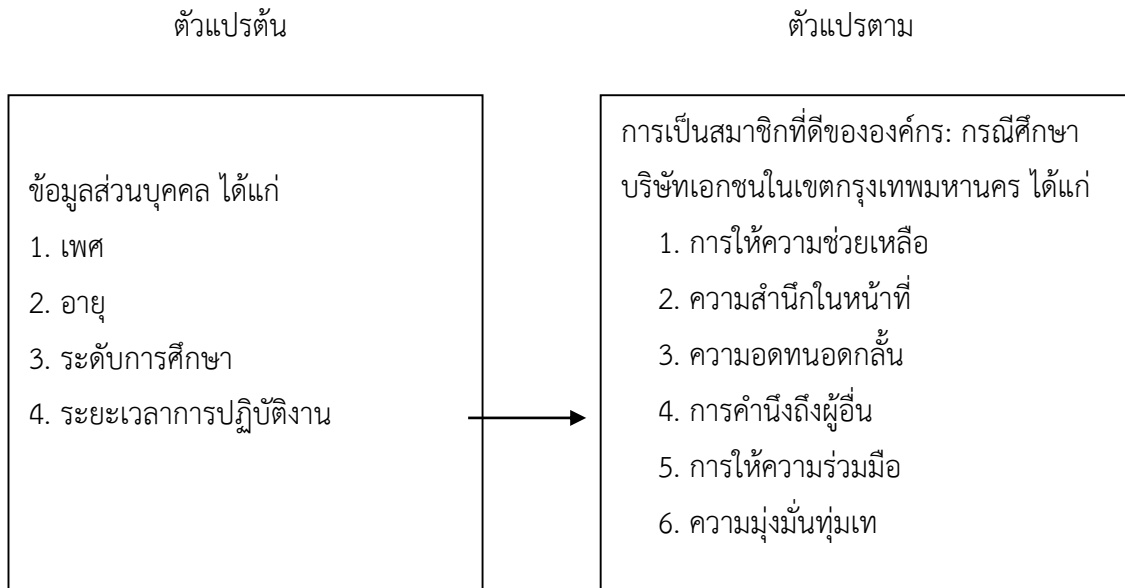 ตัวแปรต้น
ตัวแปรตาม
ข้อมูลส่วนบุคคล ได้แก่
1. เพศ
2. อายุ
3. ระดับการศึกษา
4. ระยะเวลาการปฏิบัติงาน
การเป็นสมาชิกที่ดีขององค์กร: กรณีศึกษา
บริษัทเอกชนในเขตกรุงเทพมหานคร ได้แก่
1. การให้ความช่วยเหลือ
2. ความสำนึกในหน้าที่
3. ความอดทนอดกลั้น
4. การคำนึงถึงผู้อื่น
5. การให้ความร่วมมือ
6. ความมุ่งมั่นทุ่มเท